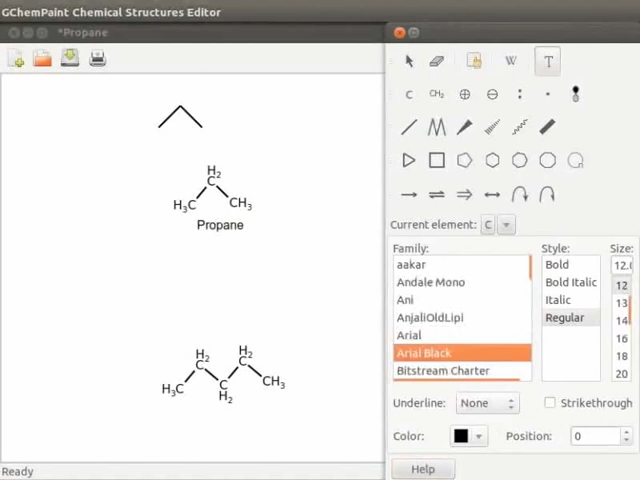 GChemPaint Chemical Structures Editor
*Propane
W T
C CH₂
H₂
C
H₃C CH₃
Propane
H₂ H₂
C C
H₃C C CH₃
H₂
Current element: C
Family: Style: Size:
aakar Bold 12.
Andale Mono Bold Italic 12
Ani Italic 13
AnjaliOldLipi Regular 14
Arial 16
Arial Black 18
Bitstream Charter 20
Underline: None Strikethrough
Color: Position: 0
Ready Help